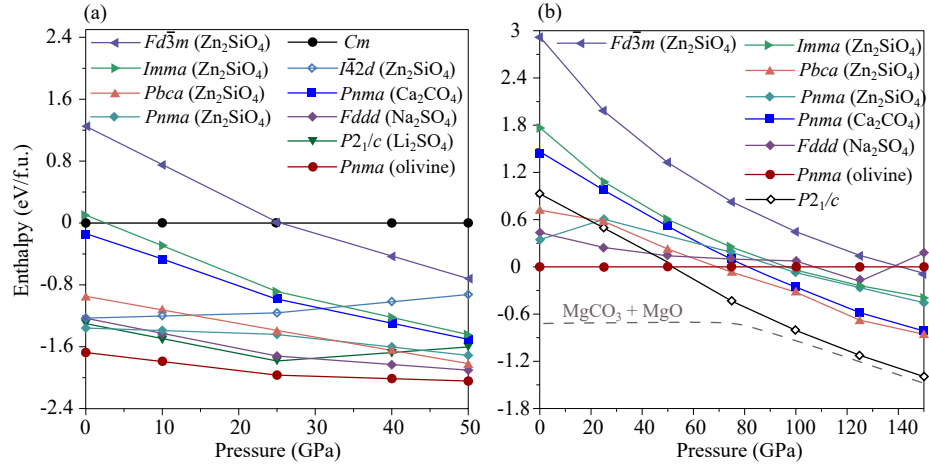 (a)
Fd3̅m (Zn₂SiO₄)
Imma (Zn₂SiO₄)
Pbca (Zn₂SiO₄)
Pnma (Zn₂SiO₄)
Cm
I4̅2d (Zn₂SiO₄)
Pnma (Ca₂CO₄)
Fddd (Na₂SO₄)
P2₁/c (Li₂SO₄)
Pnma (olivine)
Enthalpy (eV/f.u.)
2.4
1.6
0.8
0
-0.8
-1.6
-2.4
0
10
20
30
40
50
Pressure (GPa)
(b)
Fd3̅m (Zn₂SiO₄)
Imma (Zn₂SiO₄)
Pbca (Zn₂SiO₄)
Pnma (Zn₂SiO₄)
Pnma (Ca₂CO₄)
Fddd (Na₂SO₄)
Pnma (olivine)
P2₁/c
MgCO₃ + MgO
3
2.4
1.8
1.2
0.6
0
-0.6
-1.2
-1.8
0
20
40
60
80
100
120
140
Pressure (GPa)